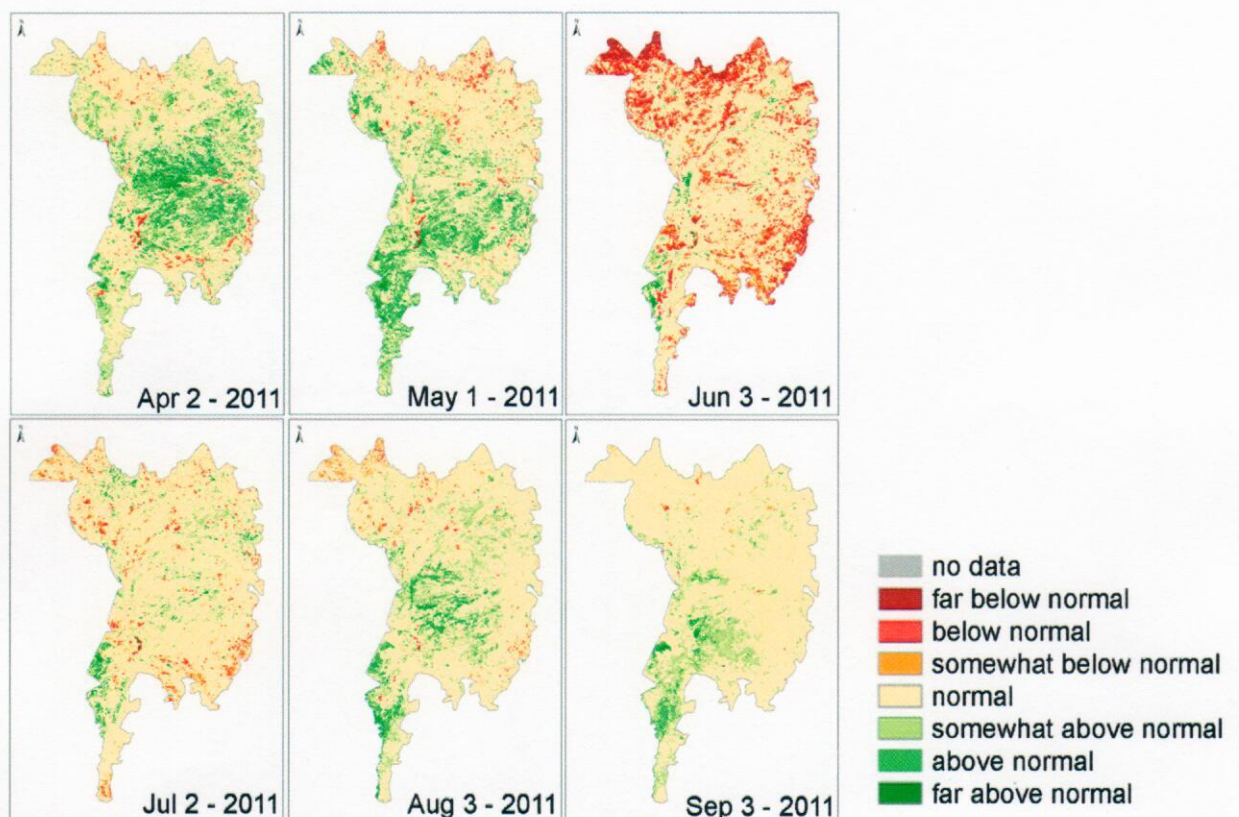 Apr 2 - 2011
May 1 - 2011
Jun 3 - 2011
Jul 2 - 2011
Aug 3 - 2011
Sep 3 - 2011
no data
far below normal
below normal
somewhat below normal
normal
somewhat above normal
above normal
far above normal